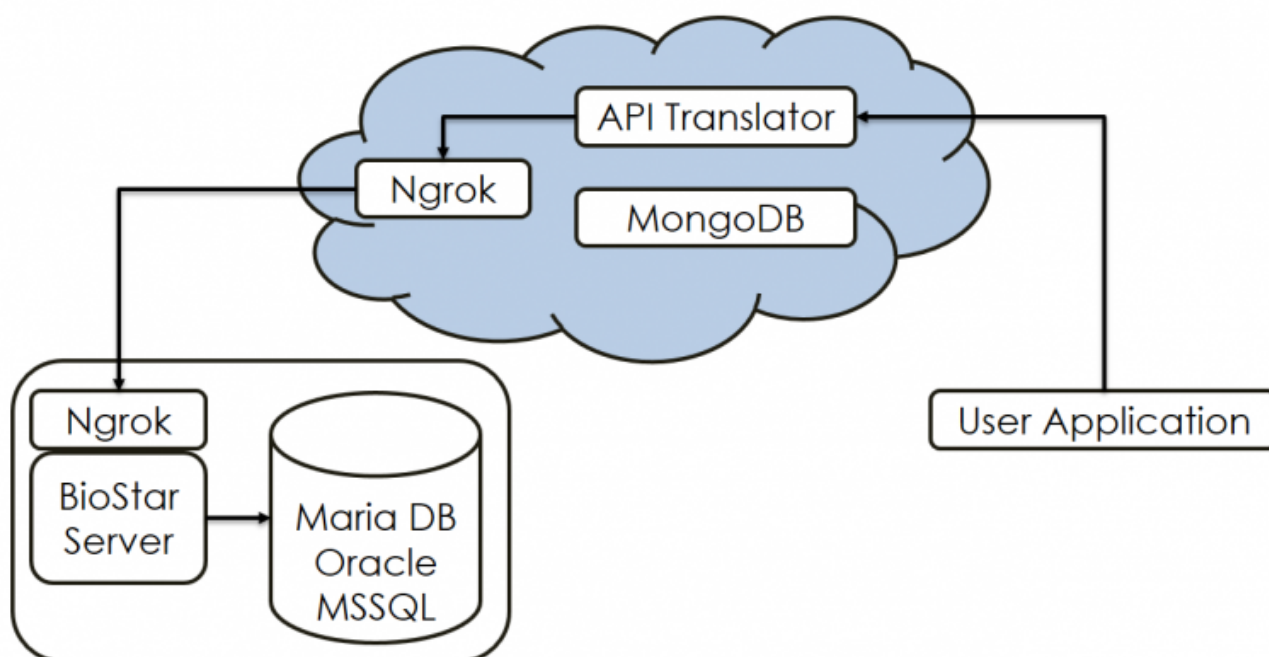 API Translator
Ngrok
MongoDB
Ngrok
BioStar
Server
Maria DB
Oracle
MSSQL
User Application